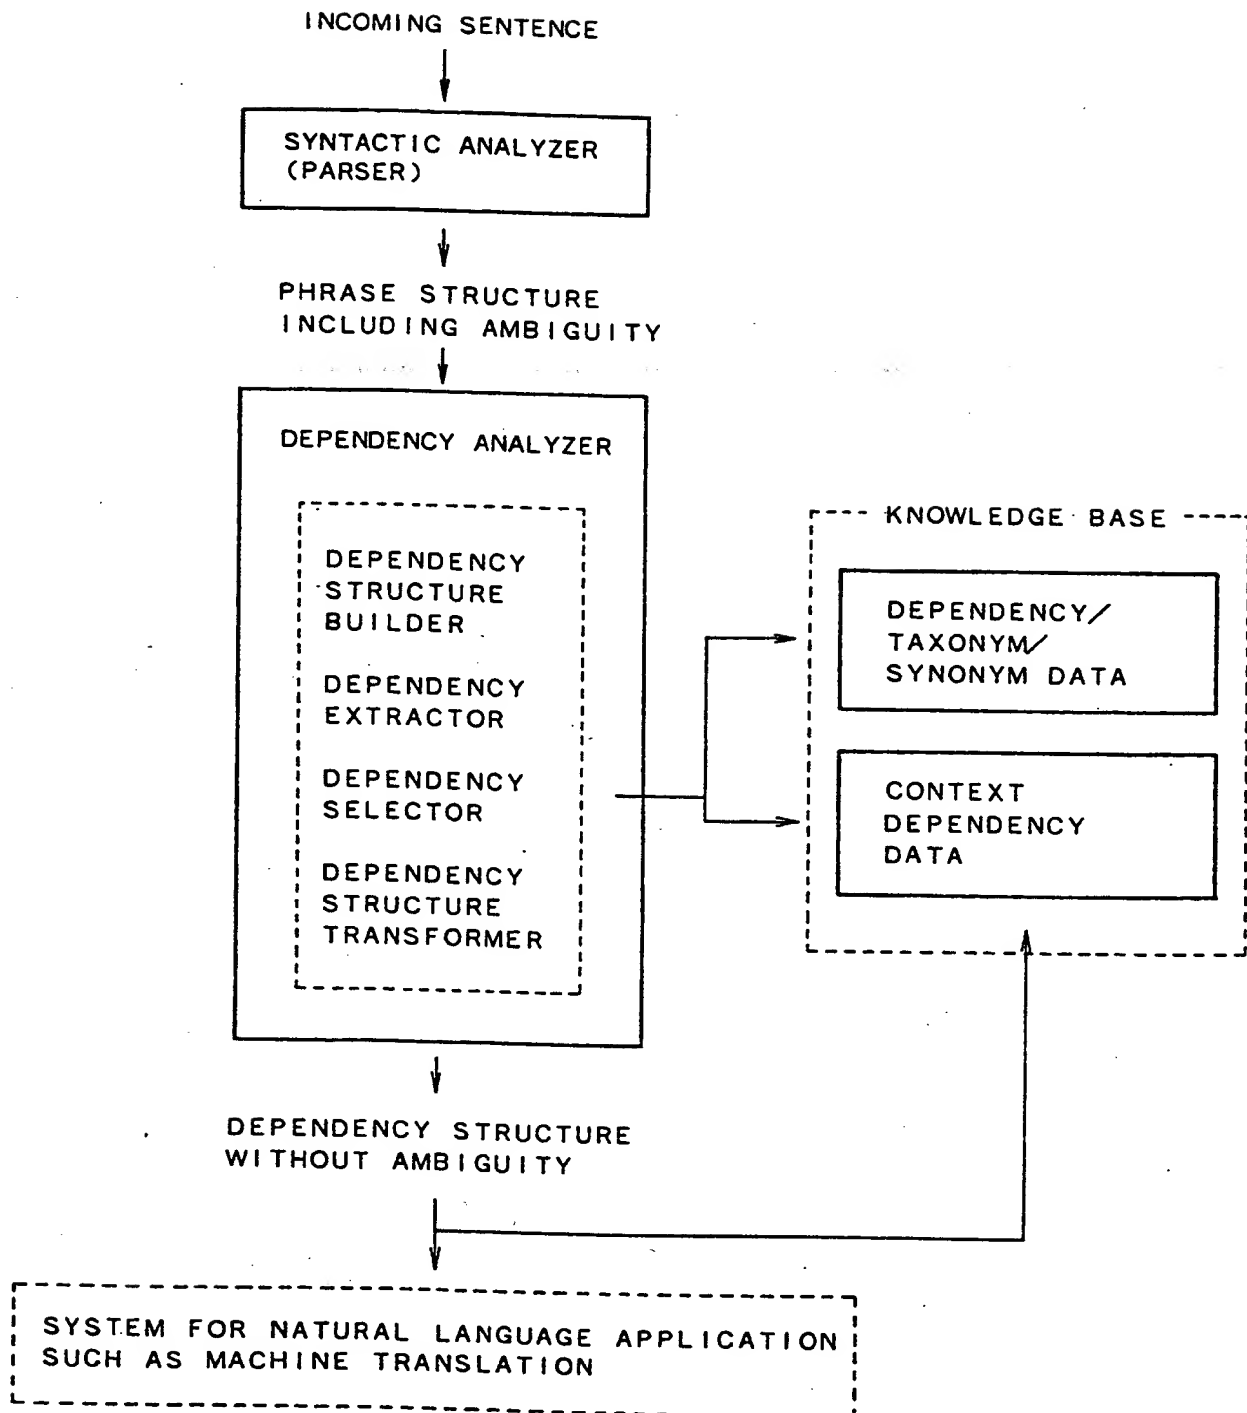 INCOMING SENTENCE
SYNTACTIC ANALYZER
(PARSER)
PHRASE STRUCTURE
INCLUDING AMBIGUITY
DEPENDENCY ANALYZER
DEPENDENCY
STRUCTURE
BUILDER
DEPENDENCY
EXTRACTOR
DEPENDENCY
SELECTOR
DEPENDENCY
STRUCTURE
TRANSFORMER
KNOWLEDGE BASE
DEPENDENCY/
TAXONYM/
SYNONYM DATA
CONTEXT
DEPENDENCY
DATA
DEPENDENCY STRUCTURE
WITHOUT AMBIGUITY
SYSTEM FOR NATURAL LANGUAGE APPLICATION
SUCH AS MACHINE TRANSLATION